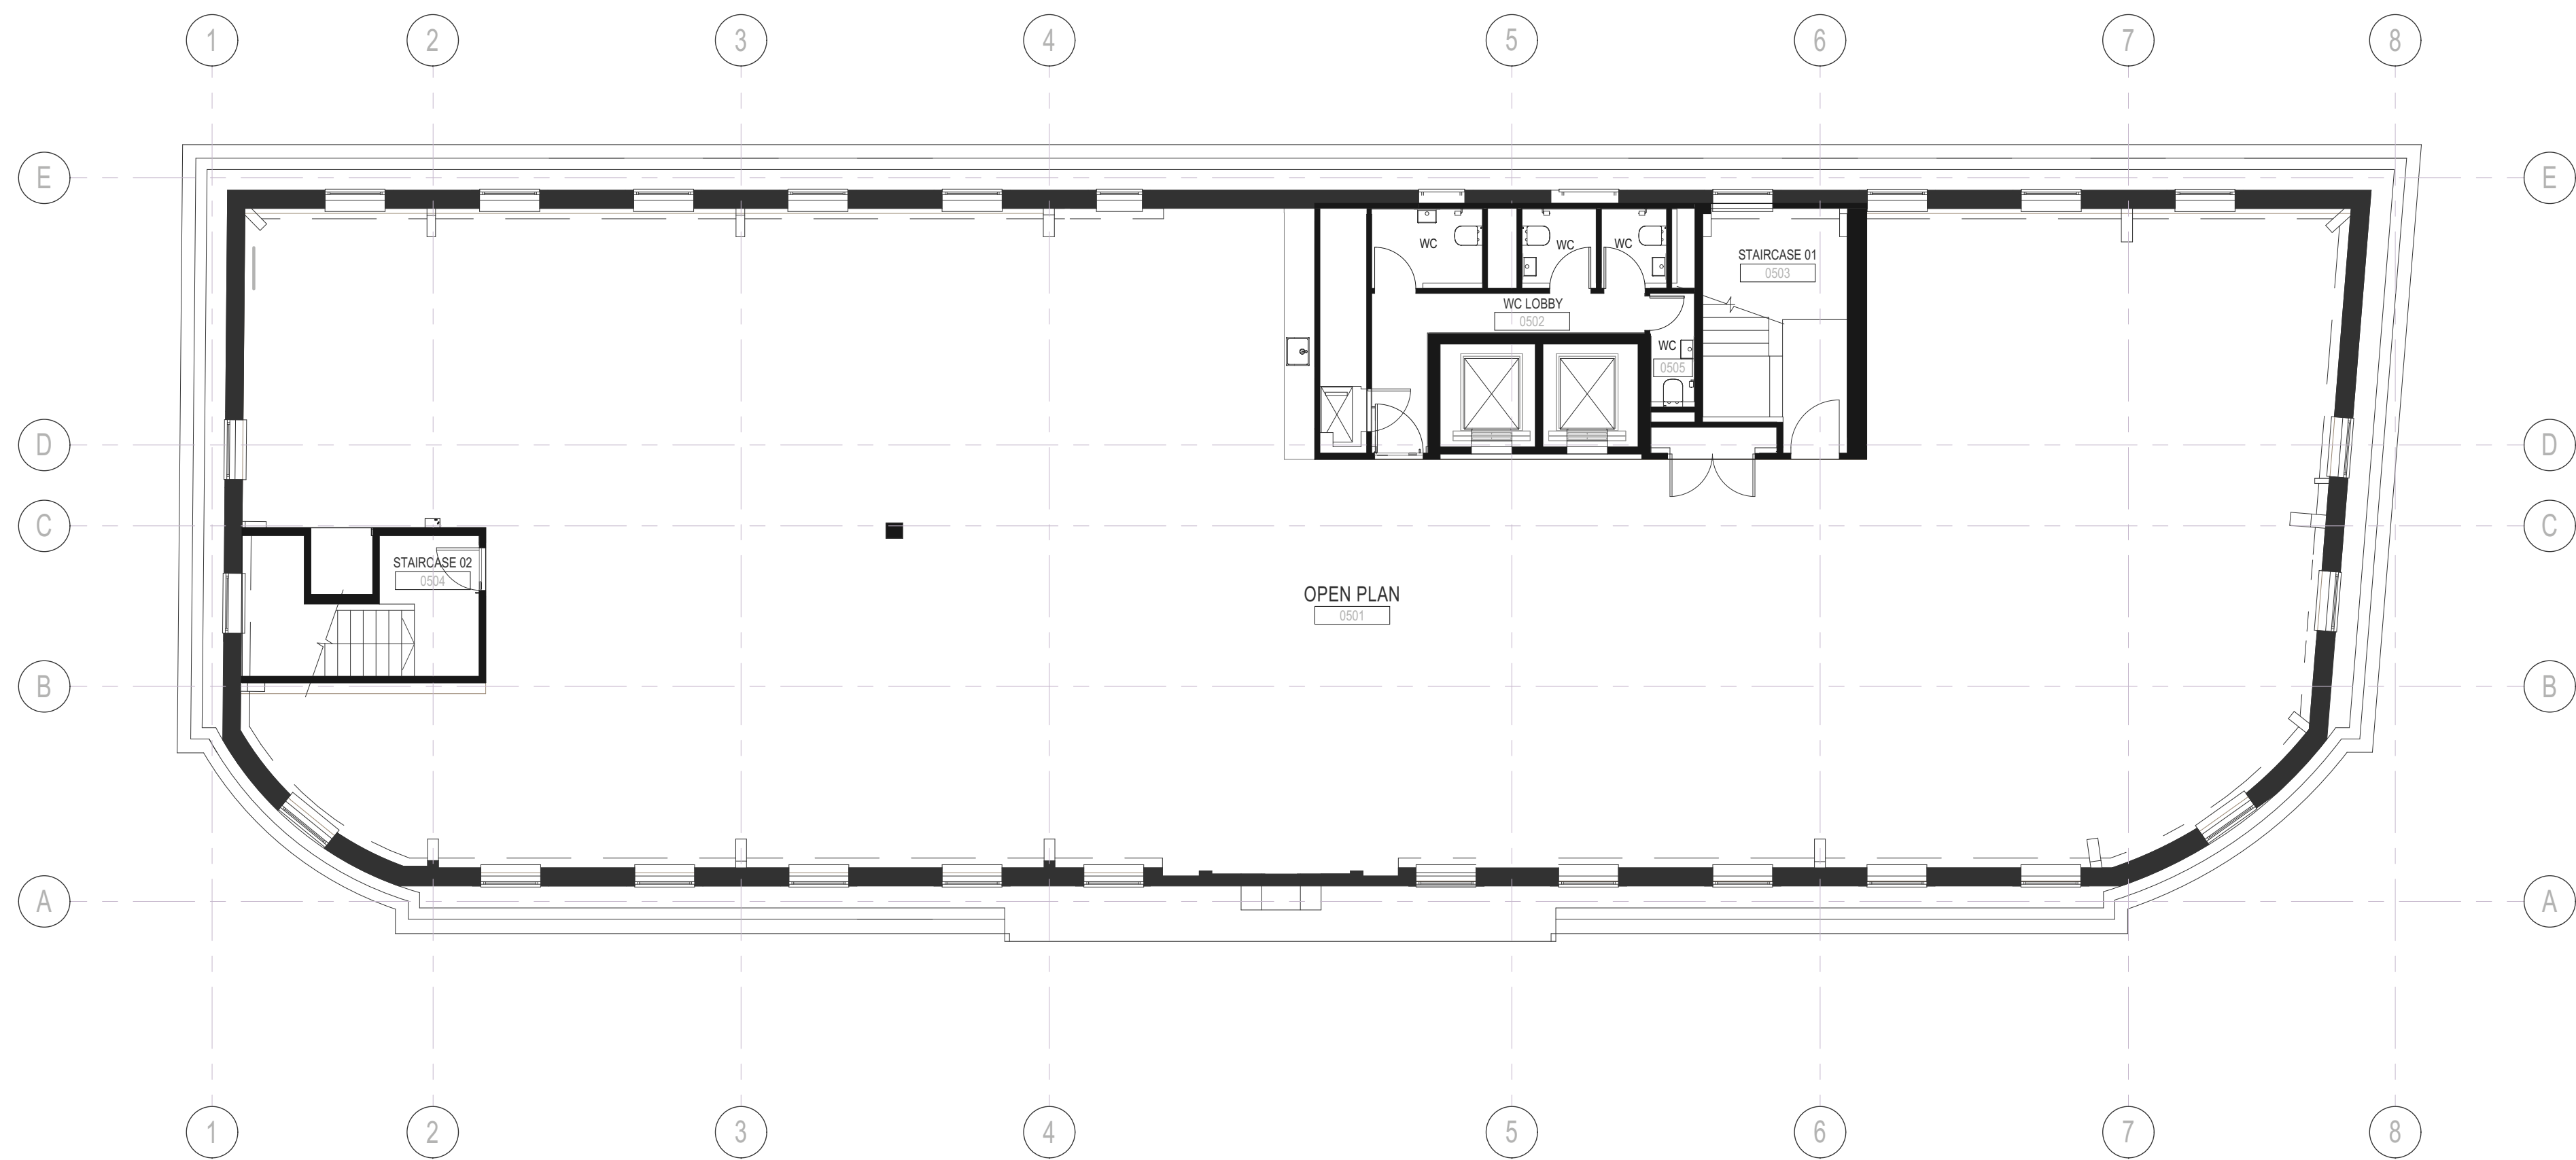 1 2 3 4 5 6 7 8
E E
WC WC WC
STAIRCASE 01
0503
WC LOBBY
0502
WC
0505
D D
C C
STAIRCASE 02
0504
OPEN PLAN
0501
B B
A A
1 2 3 4 5 6 7 8